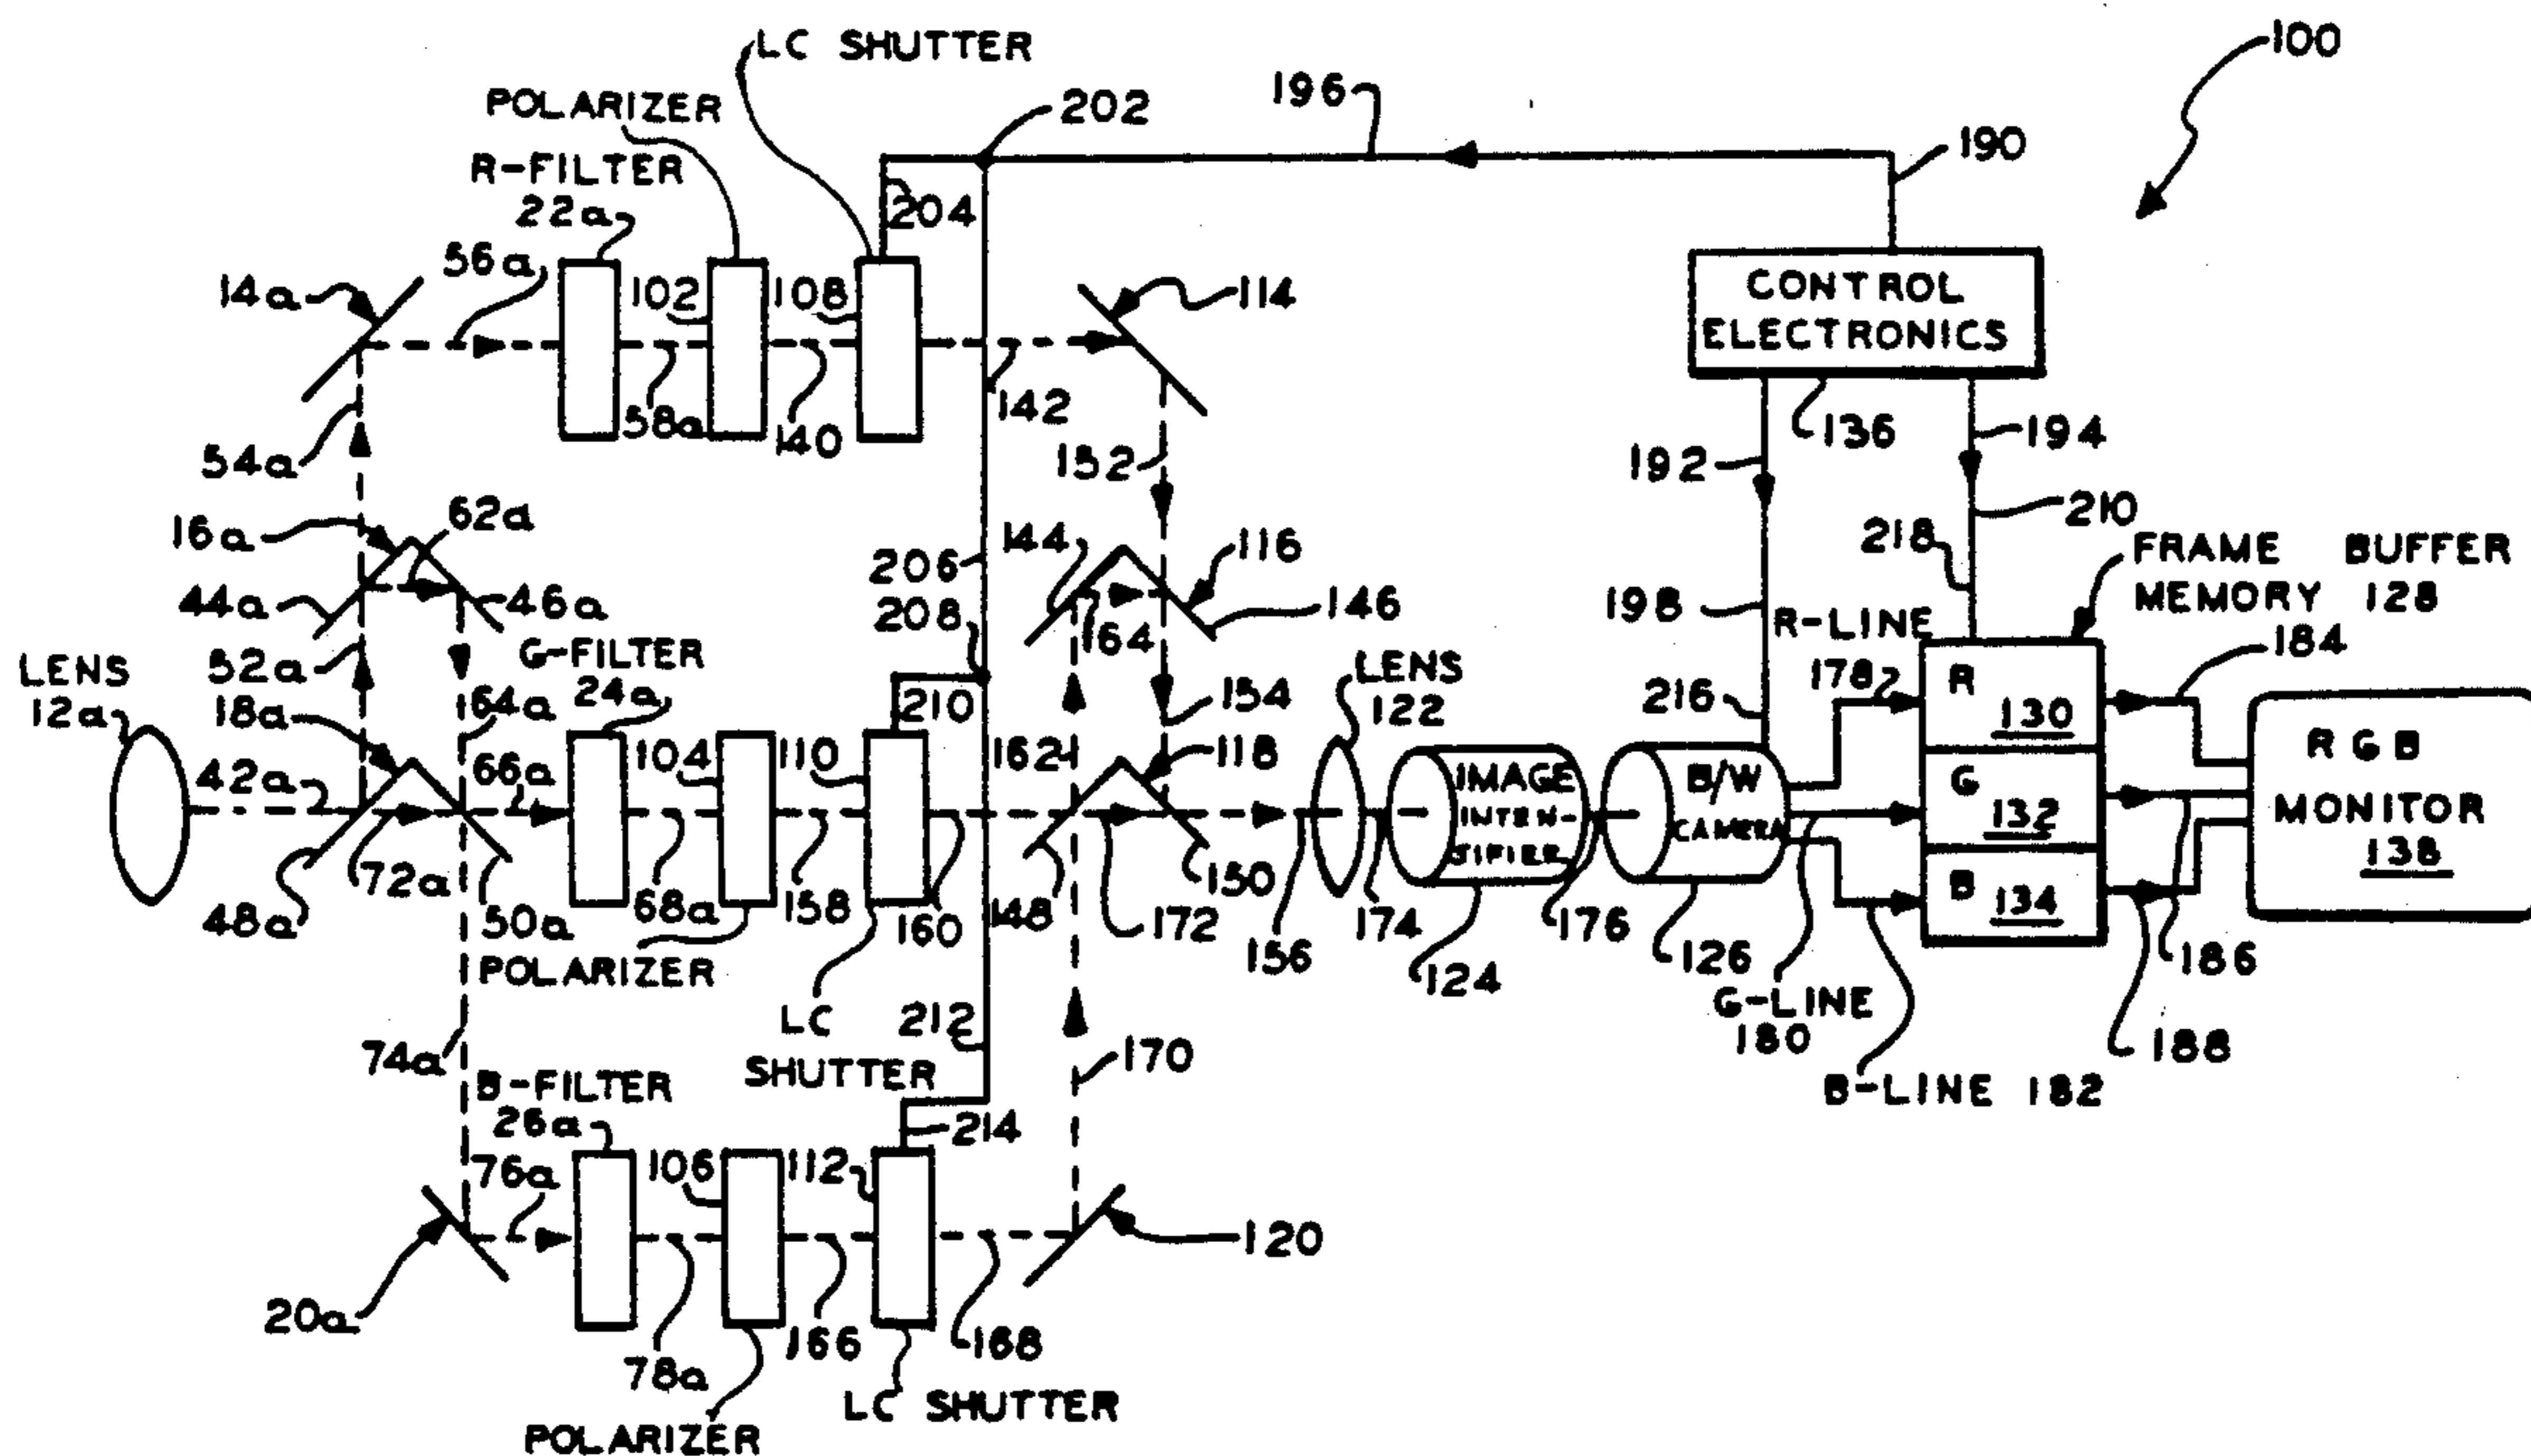 LC SHUTTER
100
POLARIZER
202
196
190
R-FILTER
22a
204
14a
56a
102
108
114
CONTROL
ELECTRONICS
58a
140
142
136
194
54a
152
192
62a
16a
144
116
210
218
FRAME BUFFER
MEMORY 128
44a
46a
206
146
198
208
164
R-LINE
184
52a
G-FILTER
24a
LENS
12a
18a
164a
210
162
154
LENS
122
216
178
R
130
RGB
MONITOR
138
42a
66a
104
110
118
IMAGE
INTEN-
SIFIER
B/W
CAMERA
G
132
72a
68a
158
160
148
172
150
B
134
48a
50a
156
174
124
176
126
186
POLARIZER
LC
SHUTTER
212
G-LINE
180
188
74a
170
B-LINE 182
B-FILTER
26a
214
76a
106
112
20a
120
78a
166
168
LC SHUTTER
POLARIZER